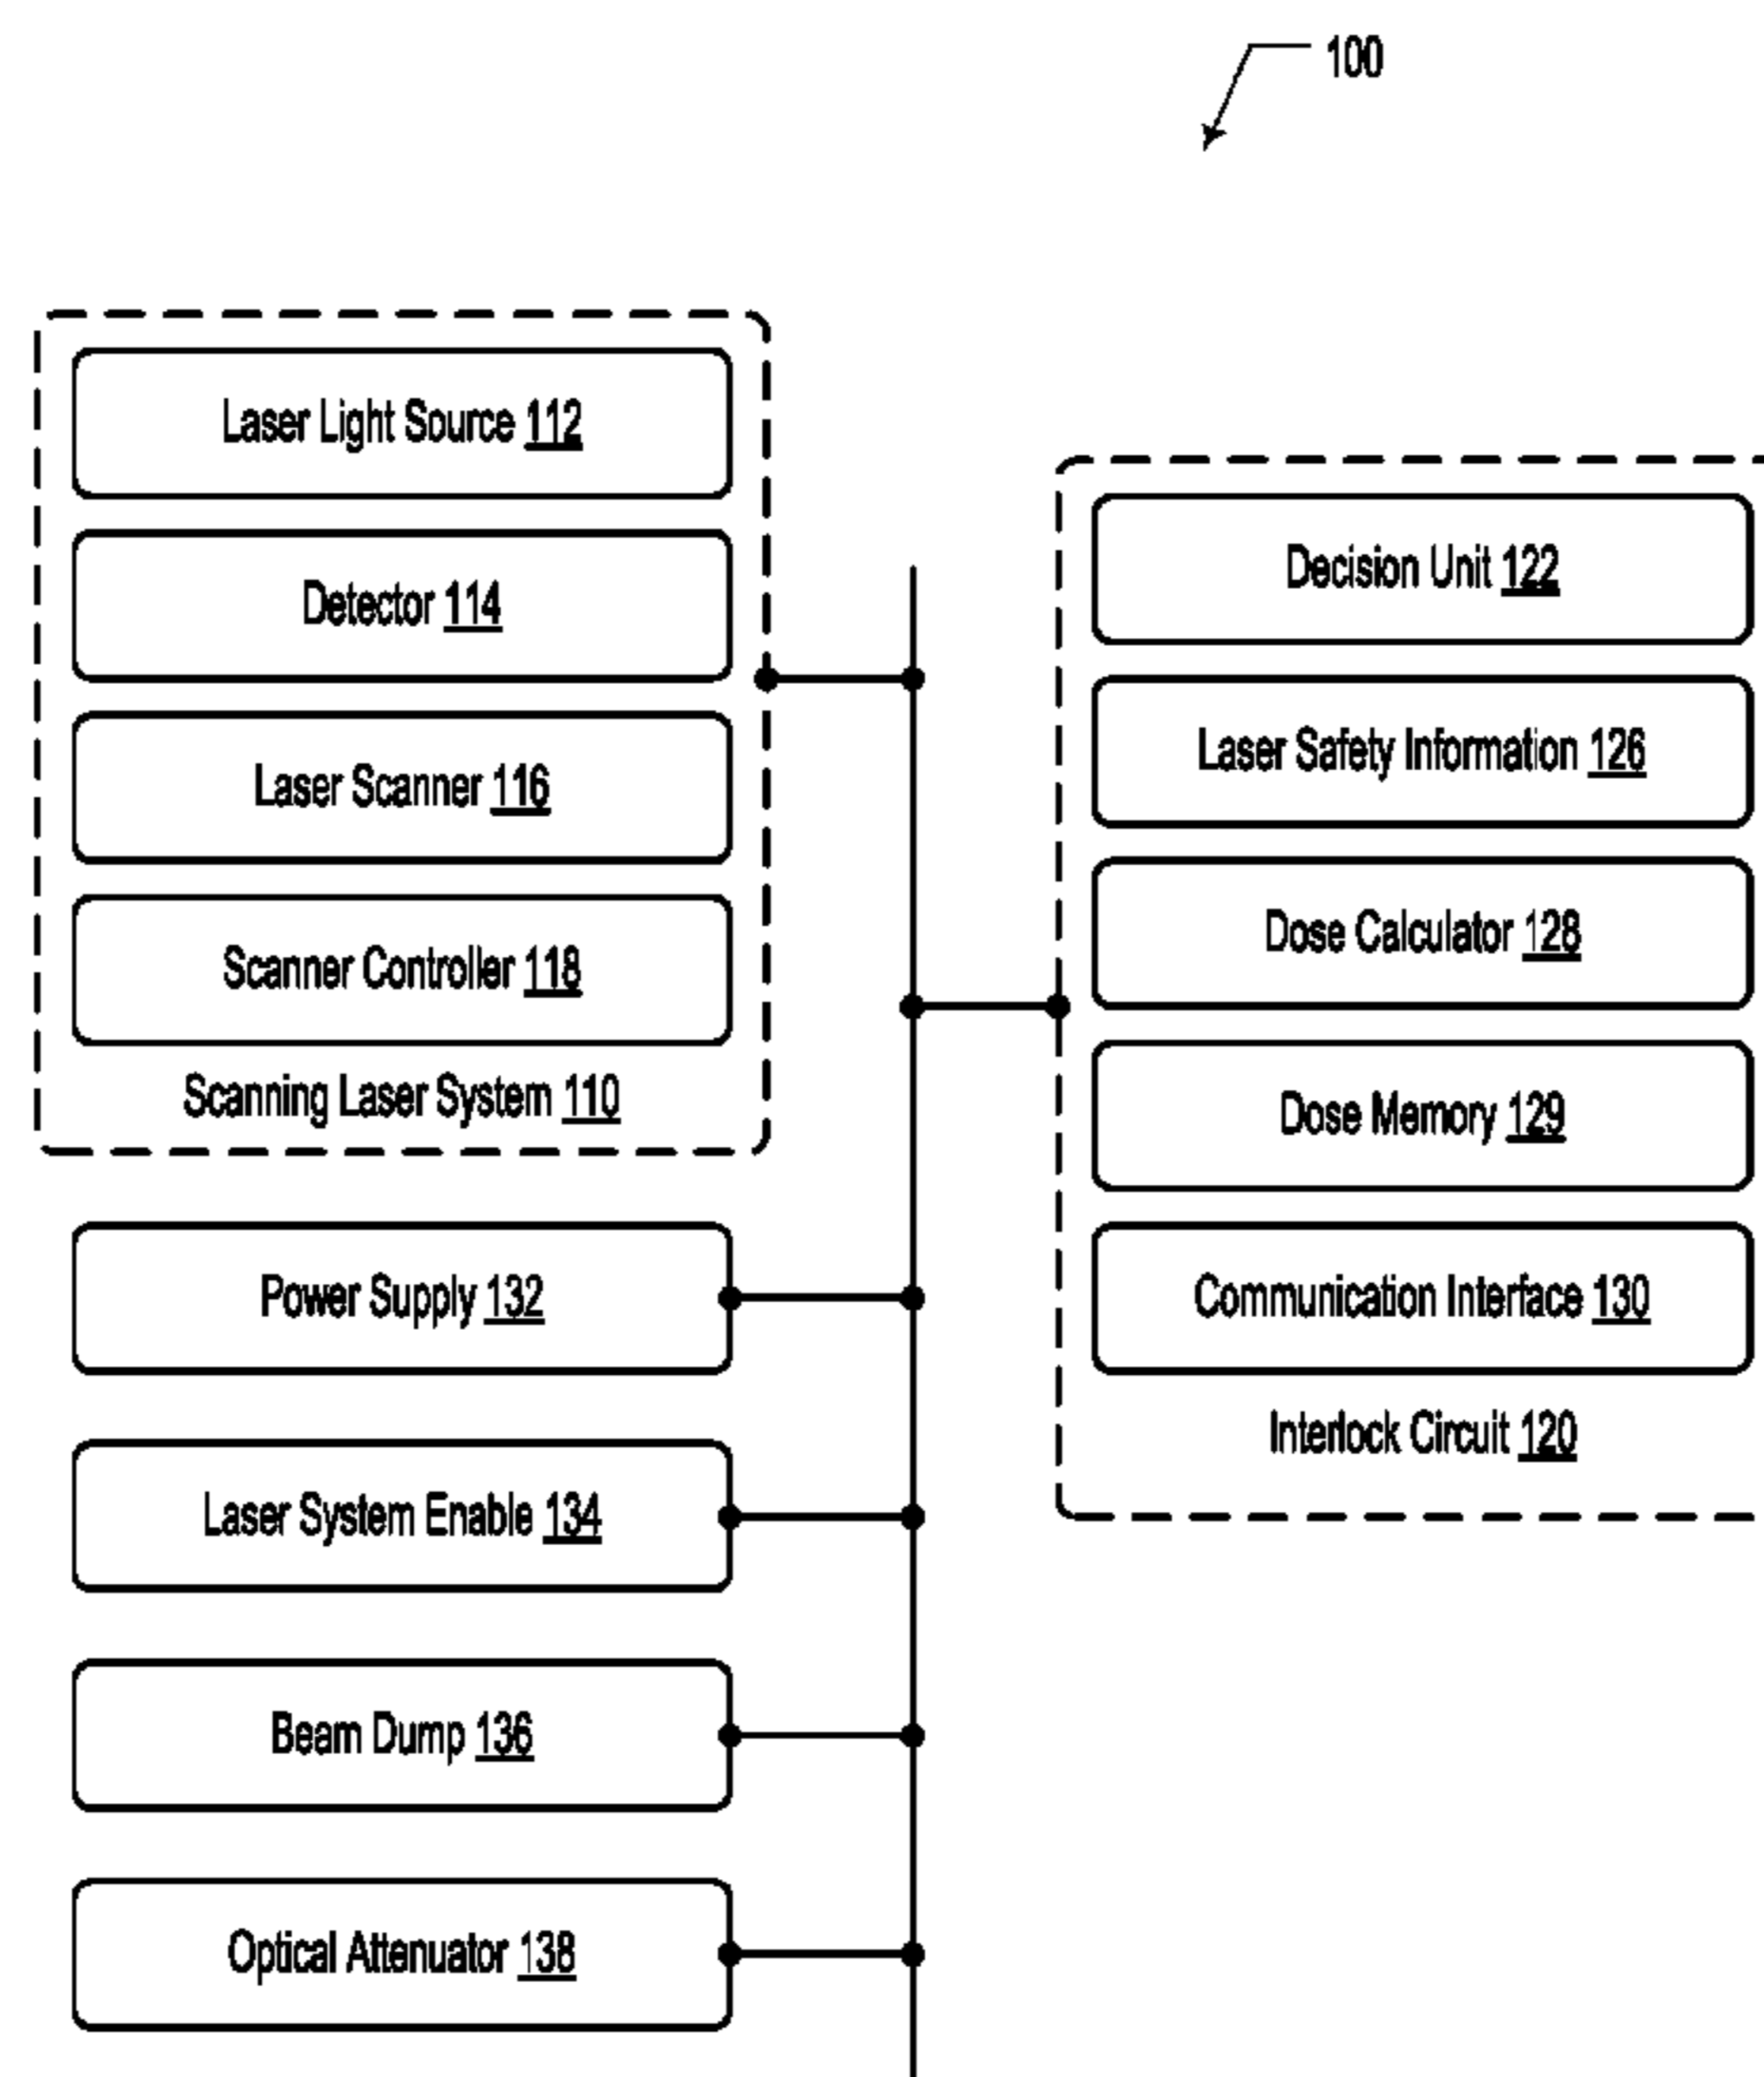 100
Laser Light Source 112
Detector 114
Laser Scanner 116
Scanner Controller 118
Scanning Laser System 110
Power Supply 132
Laser System Enable 134
Beam Dump 136
Optical Attenuator 138
Decision Unit 122
Laser Safety Information 126
Dose Calculator 128
Dose Memory 129
Communication Interface 130
Interlock Circuit 120